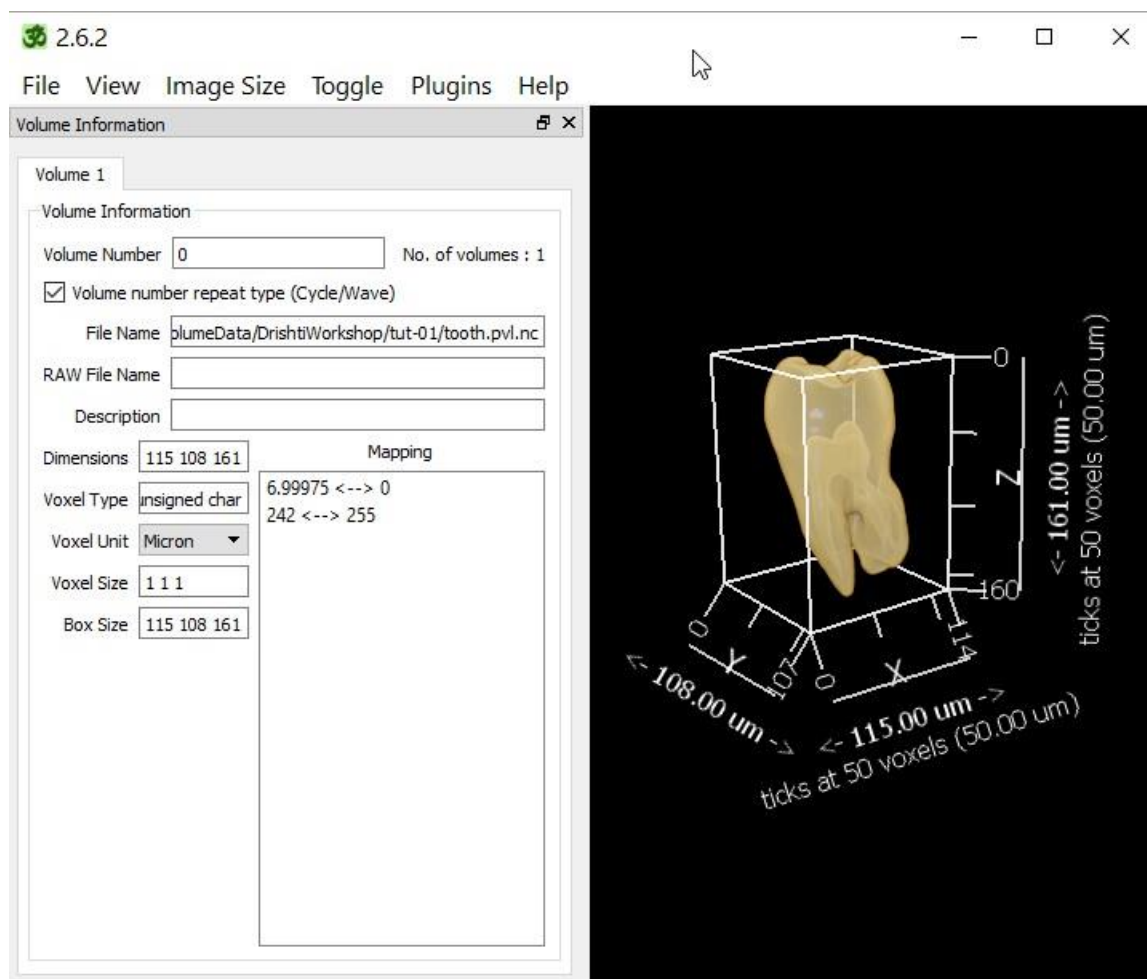 2.6.2
File View Image Size Toggle Plugins Help
Volume Information
Volume 1
Volume Information
Volume Number 0 No. of volumes : 1
Volume number repeat type (Cycle/Wave)
File Name olumeData/DrishtiWorkshop/tut-01/tooth.pvl.nc
RAW File Name
Description
Dimensions 115 108 161
Mapping
Voxel Type unsigned char
6.99975 <--> 0
242 <--> 255
Voxel Unit Micron
Voxel Size 1 1 1
Box Size 115 108 161
0
Z
160
<- 161.00 um ->
ticks at 50 voxels (50.00 um)
0
Y
107
<- 108.00 um ->
0
X
114
<- 115.00 um ->
ticks at 50 voxels (50.00 um)